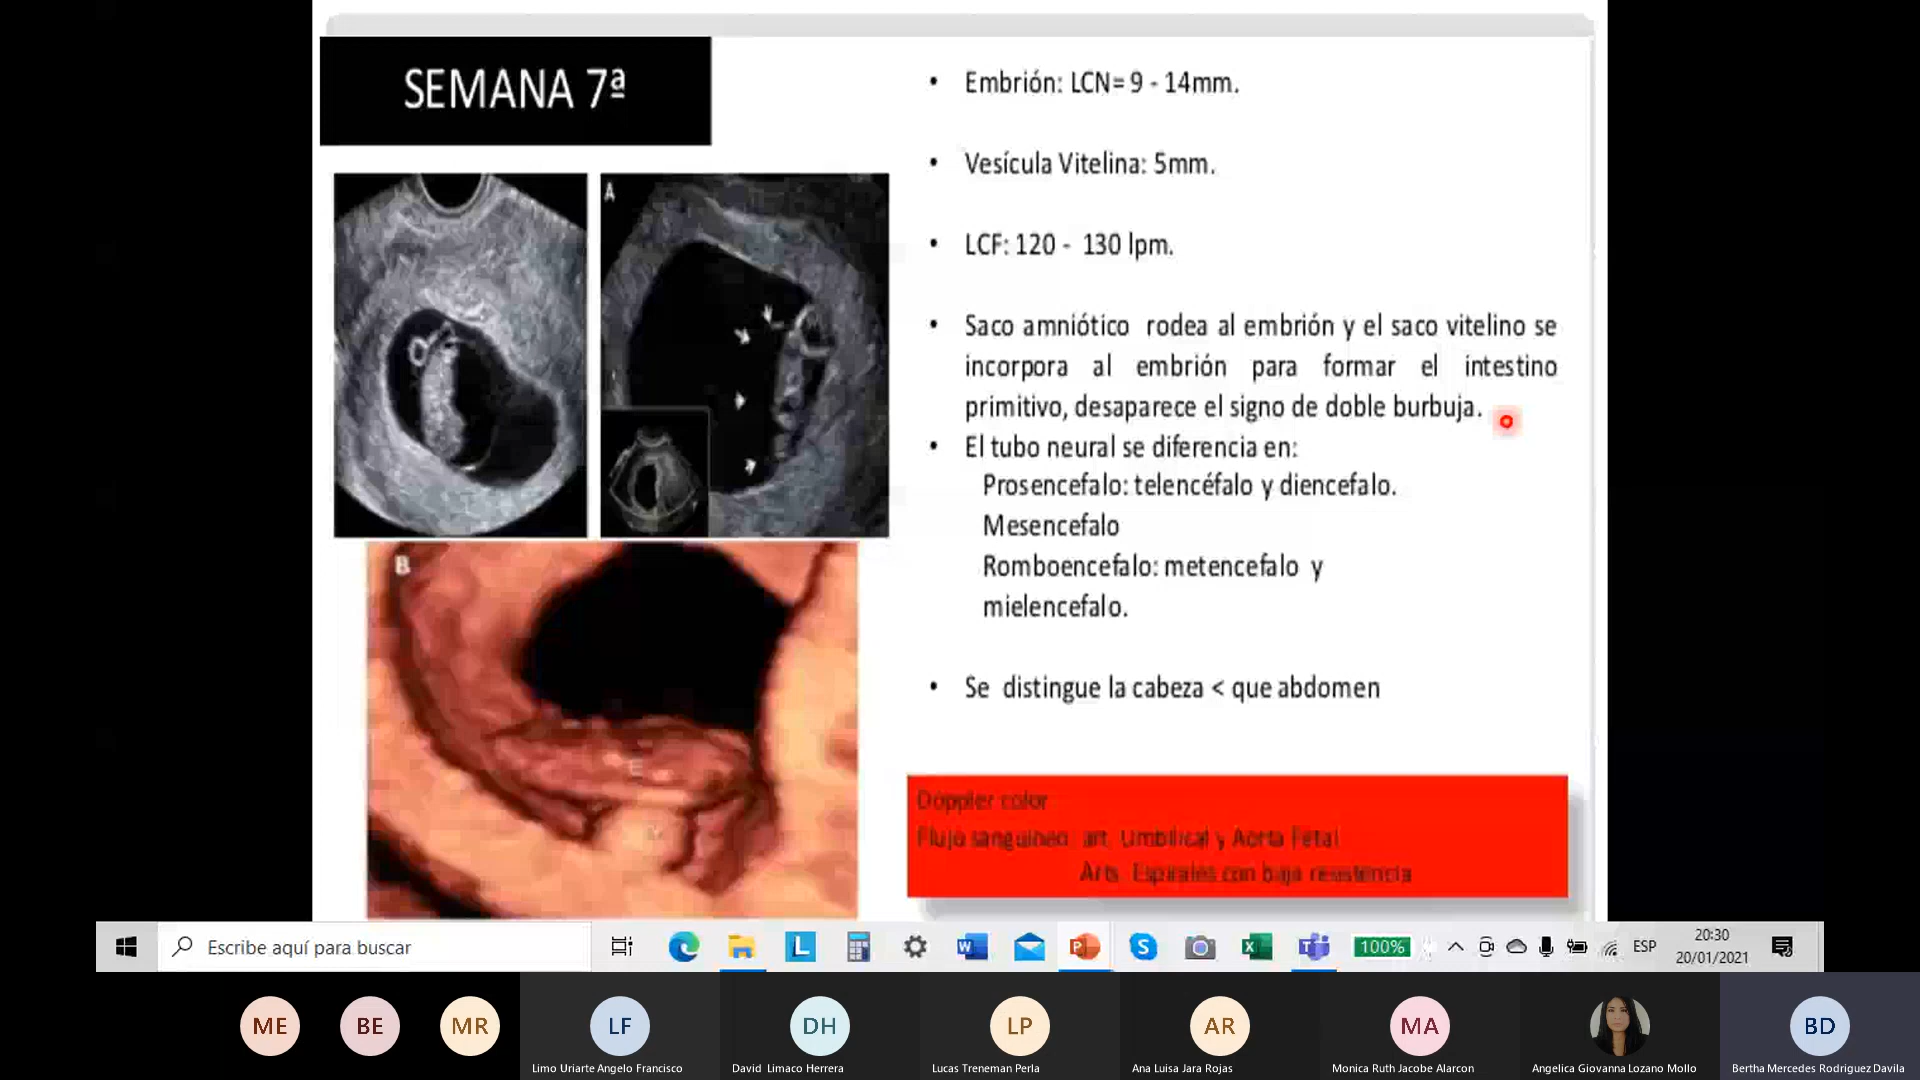 SEMANA 7ª
A
B
• Embrión: LCN= 9 - 14mm.
• Vesícula Vitelina: 5mm.
• LCF: 120 - 130 lpm.
• Saco amniótico rodea al embrión y el saco vitelino se
incorpora al embrión para formar el intestino
primitivo, desaparece el signo de doble burbuja.
• El tubo neural se diferencia en:
Prosencefalo: telencéfalo y diencefalo.
Mesencefalo
Romboencefalo: metencefalo y
mielencefalo.
• Se distingue la cabeza < que abdomen
Doppler color
Flujo sanguineo art. Umbilical y Aorta Fetal
Arts. Espirales con baja resistencia
Escribe aquí para buscar
100%
ESP
20:30
20/01/2021
ME
BE
MR
LF
DH
LP
AR
MA
BD
Limo Uriarte Angelo Francisco
David Limaco Herrera
Lucas Treneman Perla
Ana Luisa Jara Rojas
Monica Ruth Jacobe Alarcon
Angelica Giovanna Lozano Mollo
Bertha Mercedes Rodriguez Davila